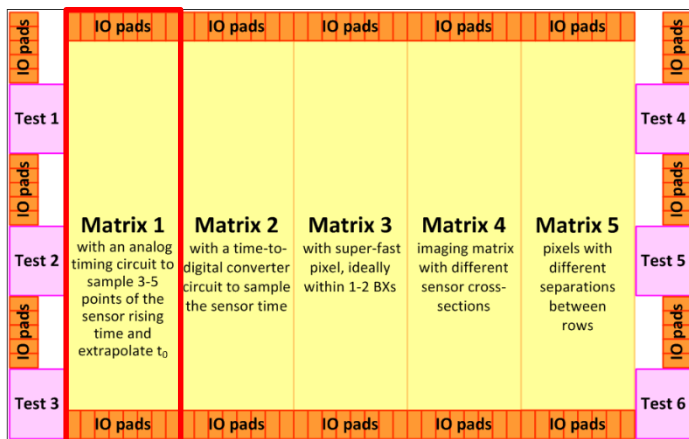 IO pads
IO pads
IO pads
IO pads
IO pads
IO pads
IO pads
Test 1
Test 4
IO pads
IO pads
Matrix 1
with an analog
timing circuit to
sample 3-5
points of the
sensor rising
time and
extrapolate t₀
Matrix 2
with a time-to-
digital converter
circuit to sample
the sensor time
Matrix 3
with super-fast
pixel, ideally
within 1-2 BXs
Matrix 4
imaging matrix
with different
sensor cross-
sections
Matrix 5
pixels with
different
separations
between
rows
Test 2
Test 5
IO pads
IO pads
Test 3
Test 6
IO pads
IO pads
IO pads
IO pads
IO pads